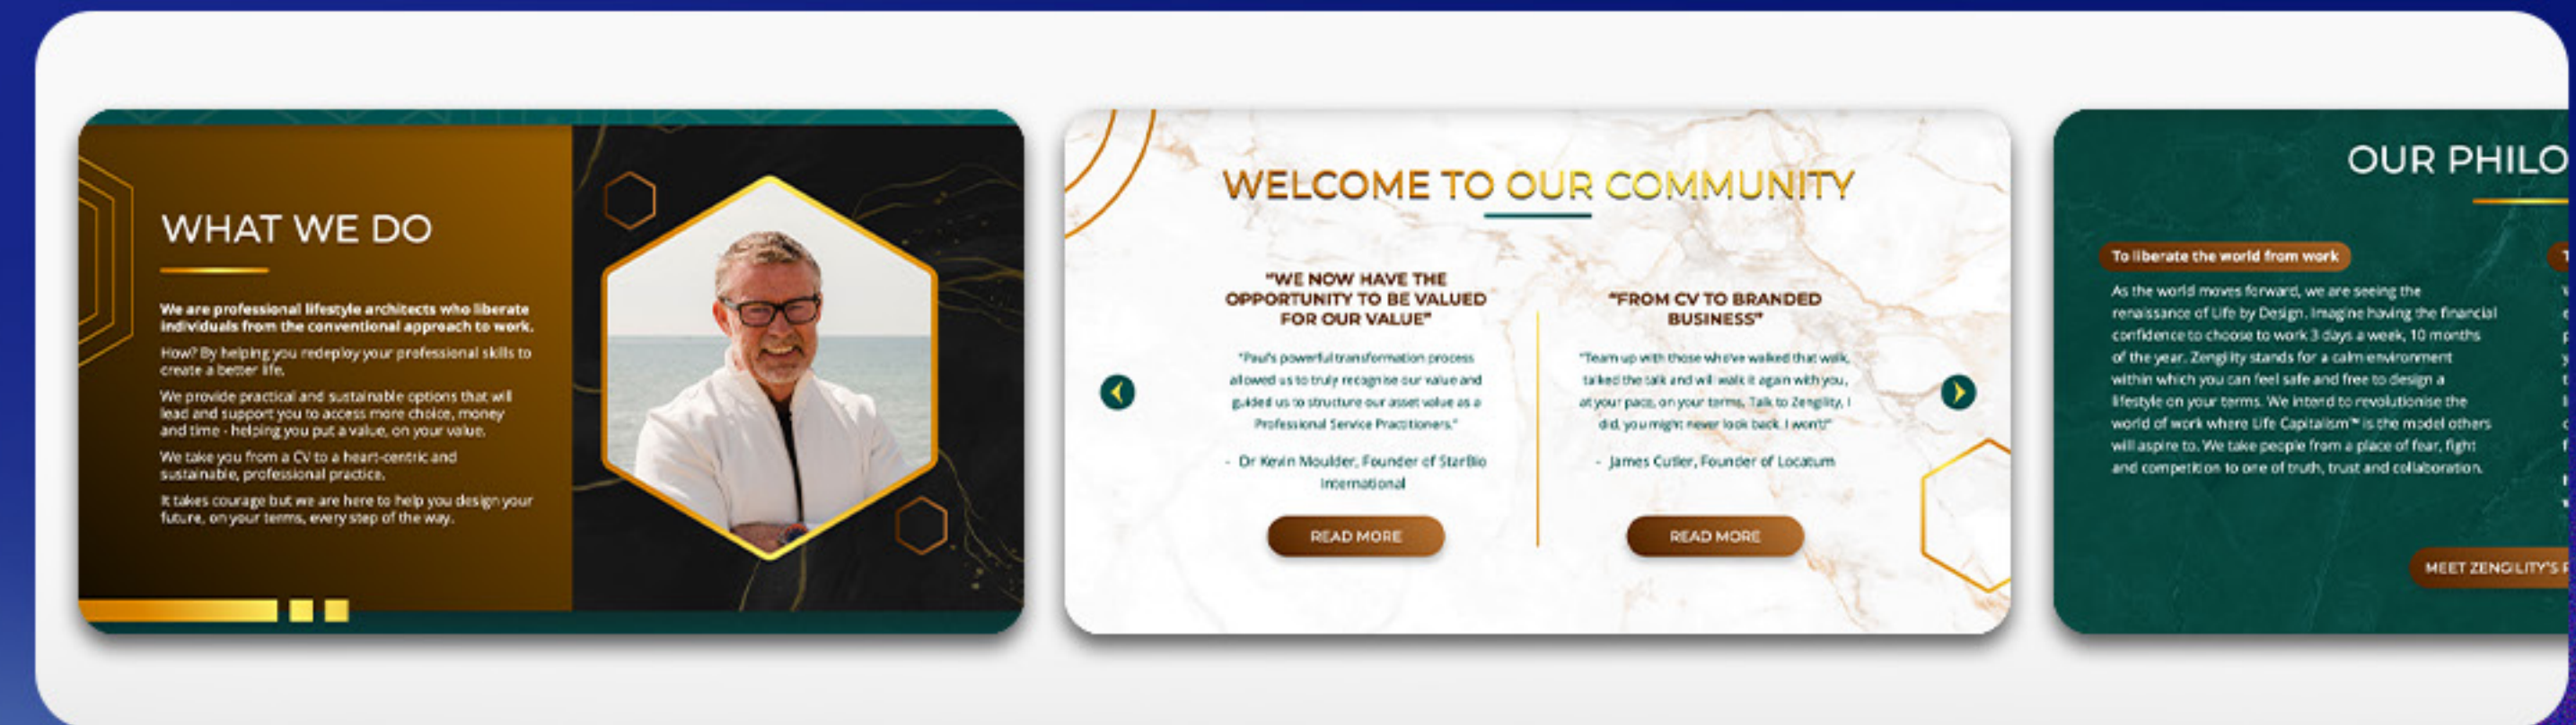 WHAT WE DO
We are professional lifestyle architects who liberate
individuals from the conventional approach to work.
How? By helping you redeploy your professional skills to
create a better life.
We provide practical and sustainable options that will
lead and support you to access more choice, money
and time - helping you put a value, on your value.
We take you from a CV to a heart-centric and
sustainable, professional practice.
It takes courage but we are here to help you design your
future, on your terms, every step of the way.
WELCOME TO OUR COMMUNITY
"WE NOW HAVE THE
OPPORTUNITY TO BE VALUED
FOR OUR VALUE"
"Paul's powerful transformation process
allowed us to truly recognise our value and
guided us to structure our asset value as a
Professional Service Practitioners."
- Dr Kevin Moulder, Founder of StarBio
International
READ MORE
"FROM CV TO BRANDED
BUSINESS"
"Team up with those who've walked that walk,
talked the talk and will walk it again with you,
at your pace, on your terms. Talk to Zengility, I
did, you might never look back. I won't!"
- James Cutler, Founder of Locatum
READ MORE
OUR PHILO
To liberate the world from work
As the world moves forward, we are seeing the
renaissance of Life by Design. Imagine having the financial
confidence to choose to work 3 days a week, 10 months
of the year. Zengility stands for a calm environment
within which you can feel safe and free to design a
lifestyle on your terms. We intend to revolutionise the
world of work where Life Capitalism™ is the model others
will aspire to. We take people from a place of fear, fight
and competition to one of truth, trust and collaboration.
MEET ZENGILITY'S